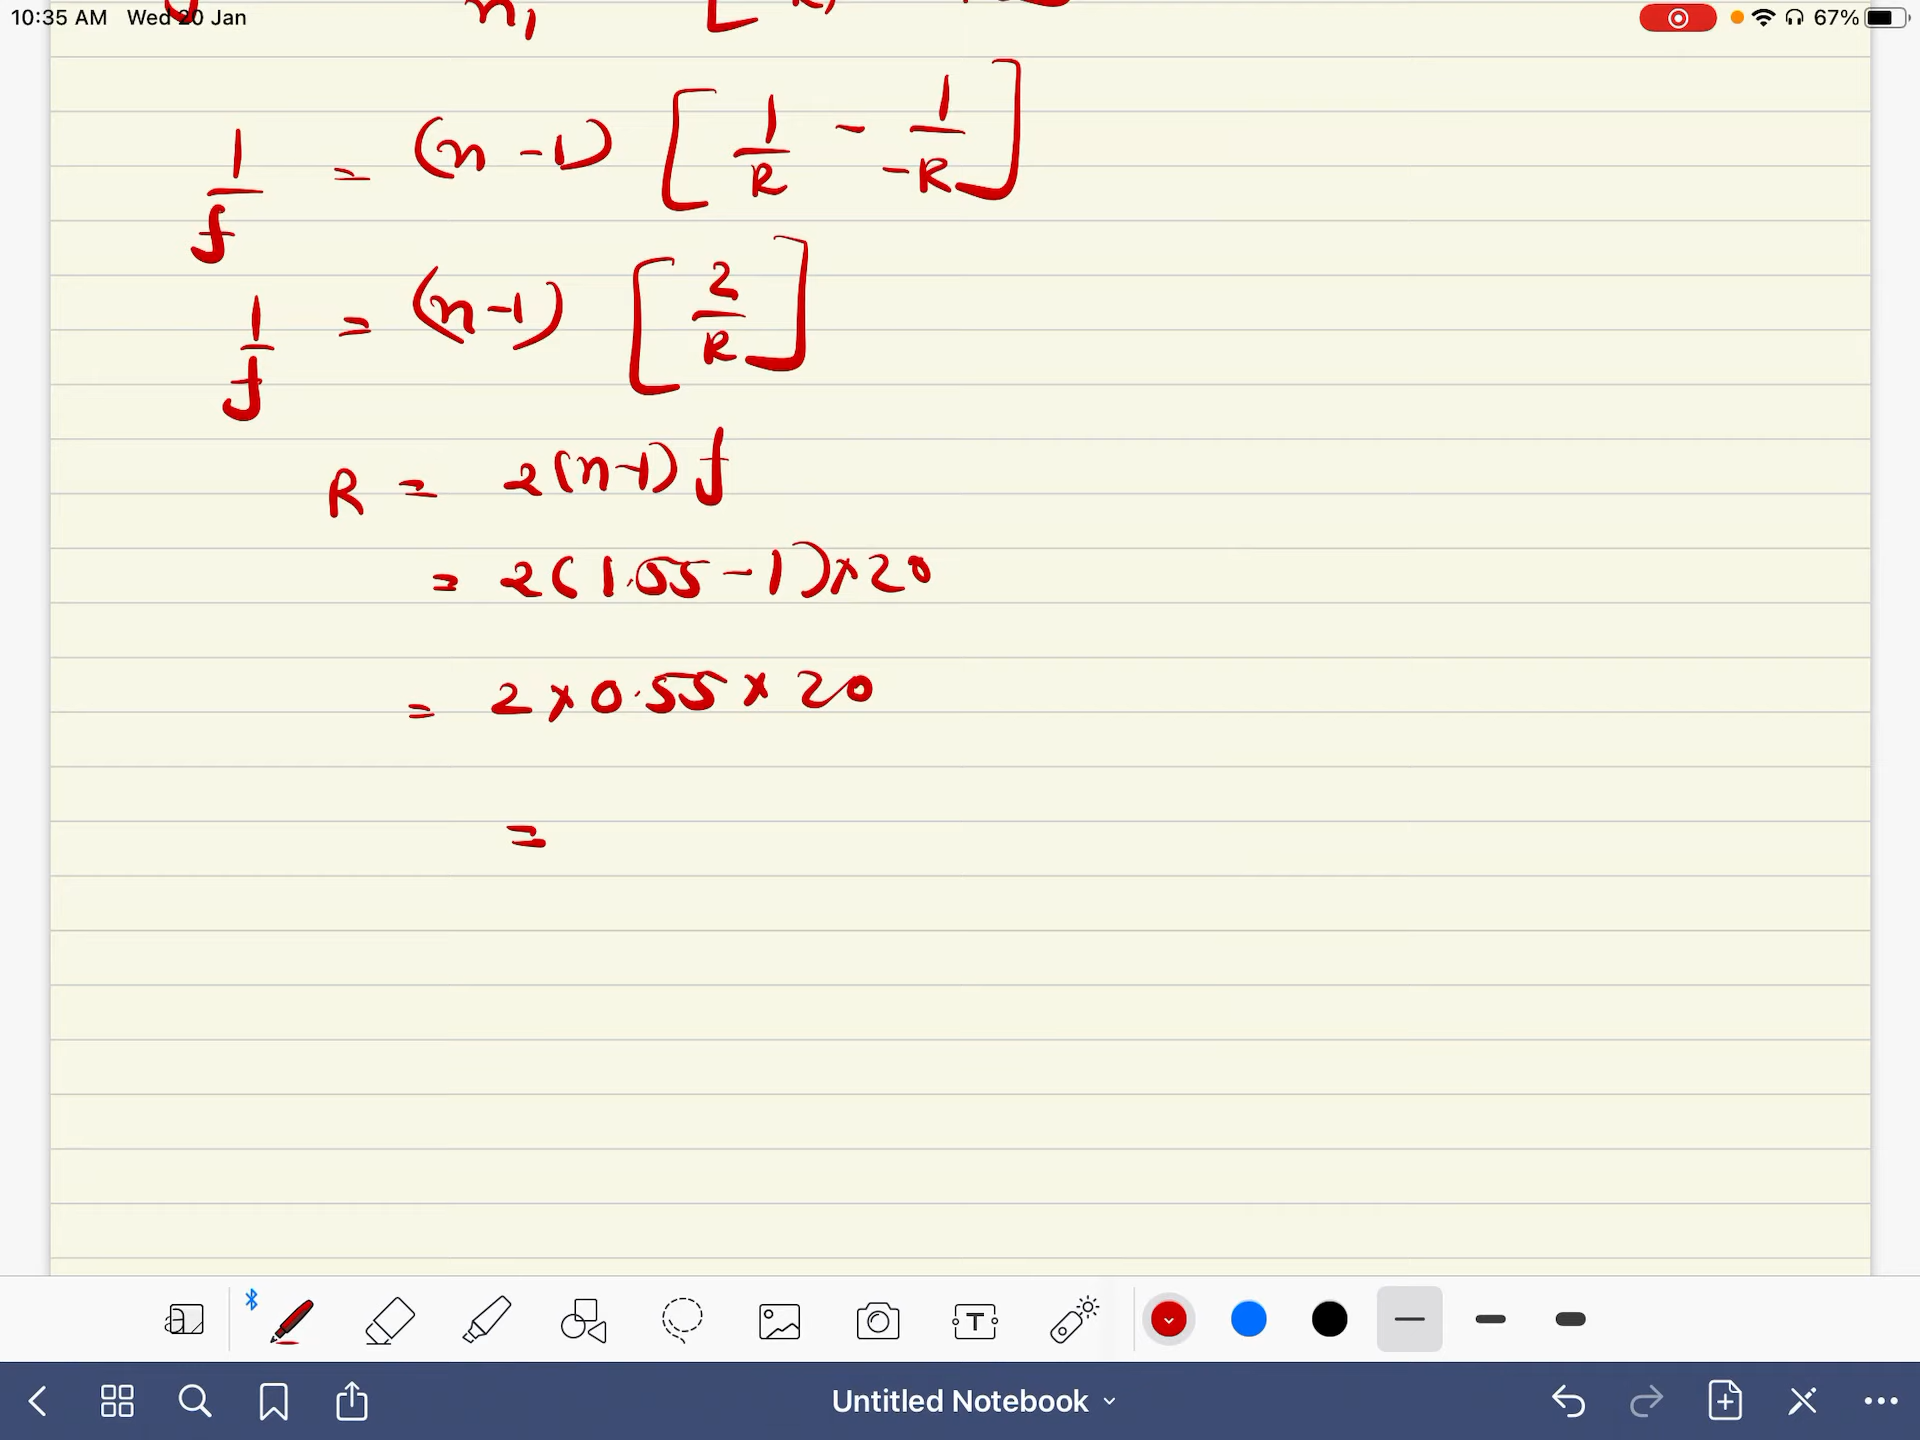 10:35 AM Wed 20 Jan 67%
n₁ [
1/f = (n-1) [1/R - 1/-R]
1/f = (n-1) [2/R]
R = 2(n-1)f
= 2(1.55-1)×20
= 2×0.55×20
=
T
Untitled Notebook